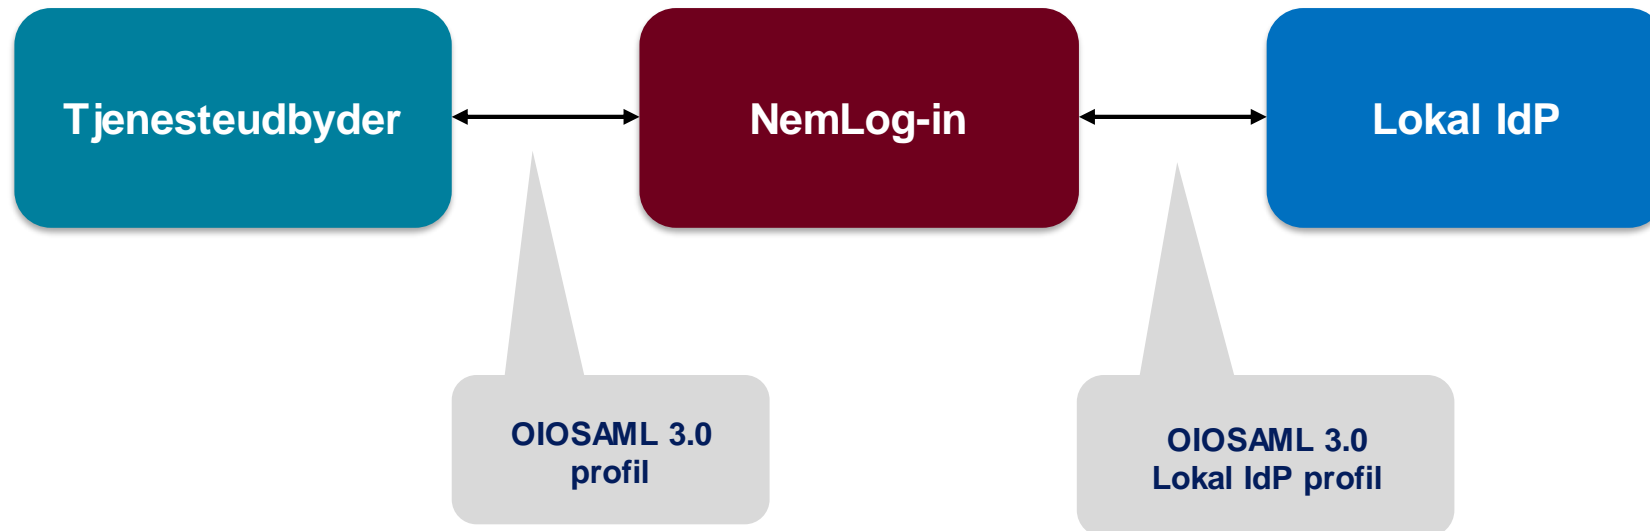 Tjenesteudbyder
NemLog-in
Lokal IdP
OIOSAML 3.0
profil
OIOSAML 3.0
Lokal IdP profil